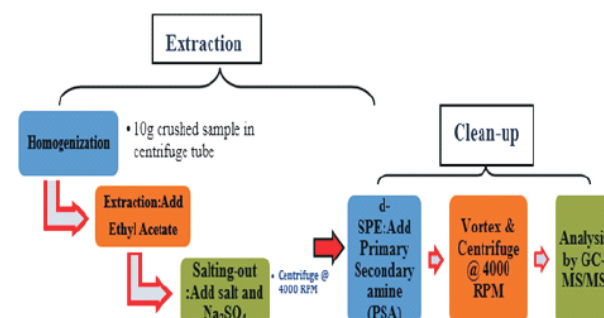 Extraction
Homogenization
• 10g crushed sample in
centrifuge tube
Extraction:Add
Ethyl Acetate
Salting-out
:Add salt and
Na2SO4
• Centrifuge @
4000 RPM
Clean-up
d-
SPE:Add
Primary
Secondary
amine
(PSA)
Vortex &
Centrifuge
@ 4000
RPM
Analysis
by GC-
MS/MS